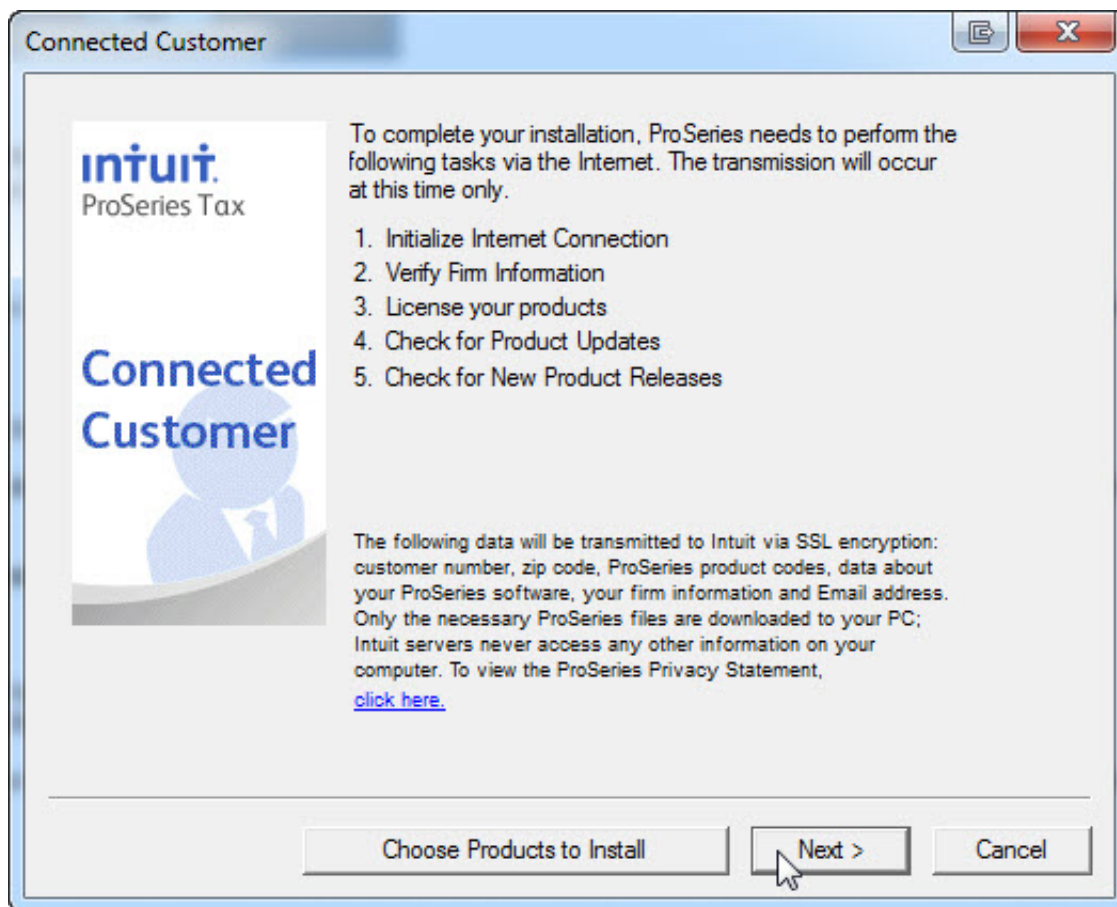 Connected Customer
intuit.
ProSeries Tax
Connected
Customer
To complete your installation, ProSeries needs to perform the
following tasks via the Internet. The transmission will occur
at this time only.
1. Initialize Internet Connection
2. Verify Firm Information
3. License your products
4. Check for Product Updates
5. Check for New Product Releases
The following data will be transmitted to Intuit via SSL encryption:
customer number, zip code, ProSeries product codes, data about
your ProSeries software, your firm information and Email address.
Only the necessary ProSeries files are downloaded to your PC;
Intuit servers never access any other information on your
computer. To view the ProSeries Privacy Statement,
click here.
Choose Products to Install
Next >
Cancel